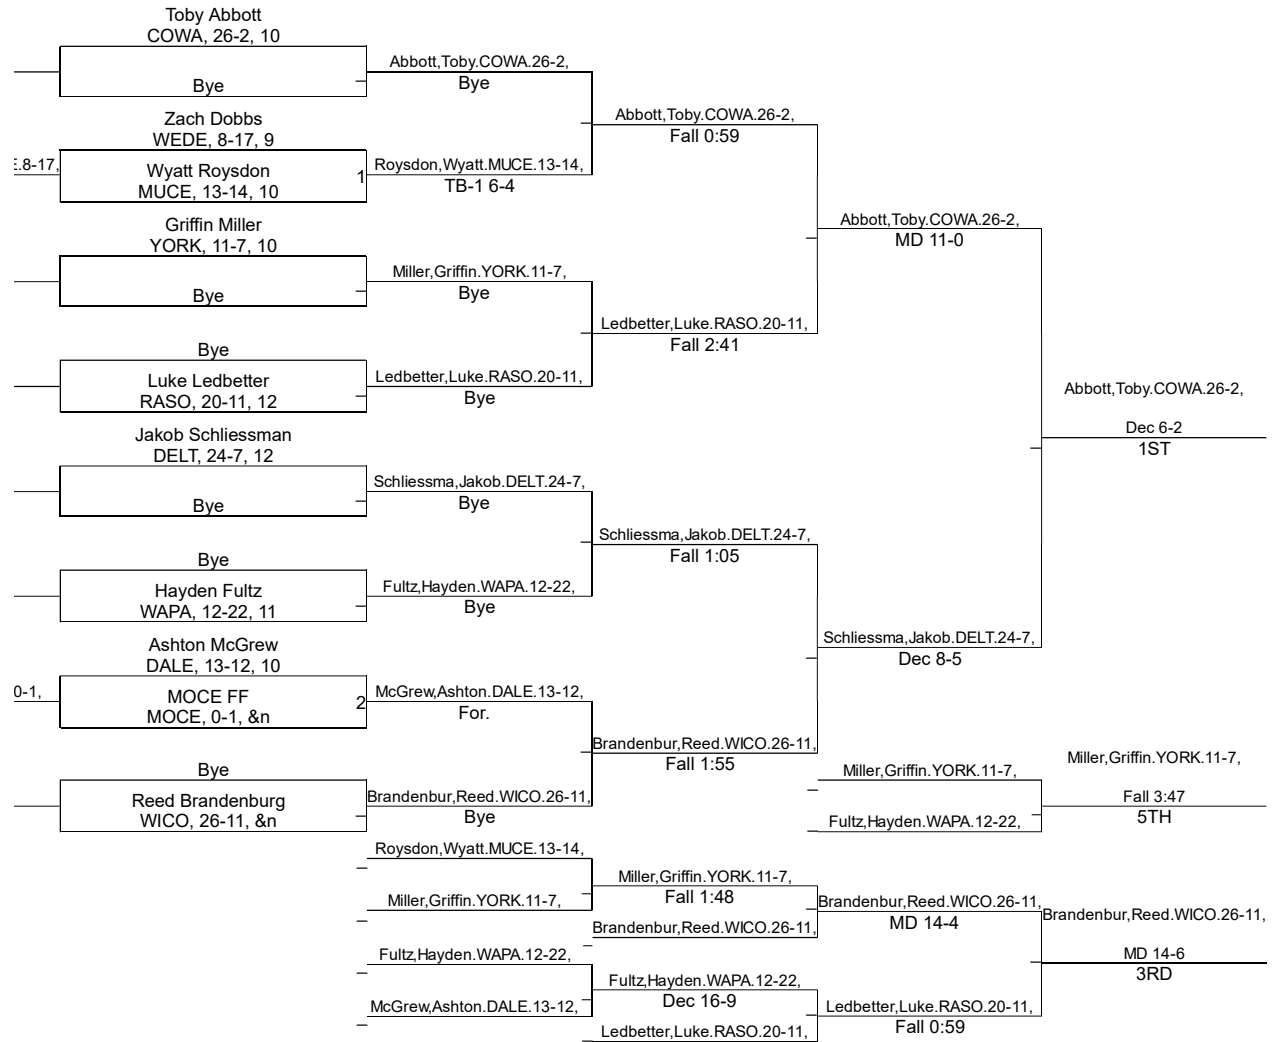 Toby Abbott
COWA, 26-2, 10
Abbott,Toby.COWA.26-2,
Bye
Bye
Abbott,Toby.COWA.26-2,
Fall 0:59
Zach Dobbs
WEDE, 8-17, 9
E.8-17,
Wyatt Roysdon
1
MUCE, 13-14, 10
Roysdon,Wyatt.MUCE.13-14,
TB-1 6-4
Abbott,Toby.COWA.26-2,
MD 11-0
Griffin Miller
YORK, 11-7, 10
Miller,Griffin.YORK.11-7,
Bye
Bye
Ledbetter,Luke.RASO.20-11,
Fall 2:41
Bye
Luke Ledbetter
RASO, 20-11, 12
Ledbetter,Luke.RASO.20-11,
Bye
Abbott,Toby.COWA.26-2,
Dec 6-2
1ST
Jakob Schliessman
DELT, 24-7, 12
Schliessma,Jakob.DELT.24-7,
Bye
Bye
Schliessma,Jakob.DELT.24-7,
Fall 1:05
Bye
Hayden Fultz
WAPA, 12-22, 11
Fultz,Hayden.WAPA.12-22,
Bye
Schliessma,Jakob.DELT.24-7,
Dec 8-5
Ashton McGrew
DALE, 13-12, 10
0-1,
MOCE FF
2
MOCE, 0-1, &n
McGrew,Ashton.DALE.13-12,
For.
Brandenbur,Reed.WICO.26-11,
Fall 1:55
Bye
Reed Brandenburg
WICO, 26-11, &n
Brandenbur,Reed.WICO.26-11,
Bye
Miller,Griffin.YORK.11-7,
Fultz,Hayden.WAPA.12-22,
Miller,Griffin.YORK.11-7,
Fall 3:47
5TH
Roysdon,Wyatt.MUCE.13-14,
Miller,Griffin.YORK.11-7,
Miller,Griffin.YORK.11-7,
Fall 1:48
Brandenbur,Reed.WICO.26-11,
Brandenbur,Reed.WICO.26-11,
MD 14-4
Brandenbur,Reed.WICO.26-11,
MD 14-6
3RD
Fultz,Hayden.WAPA.12-22,
McGrew,Ashton.DALE.13-12,
Fultz,Hayden.WAPA.12-22,
Dec 16-9
Ledbetter,Luke.RASO.20-11,
Ledbetter,Luke.RASO.20-11,
Fall 0:59